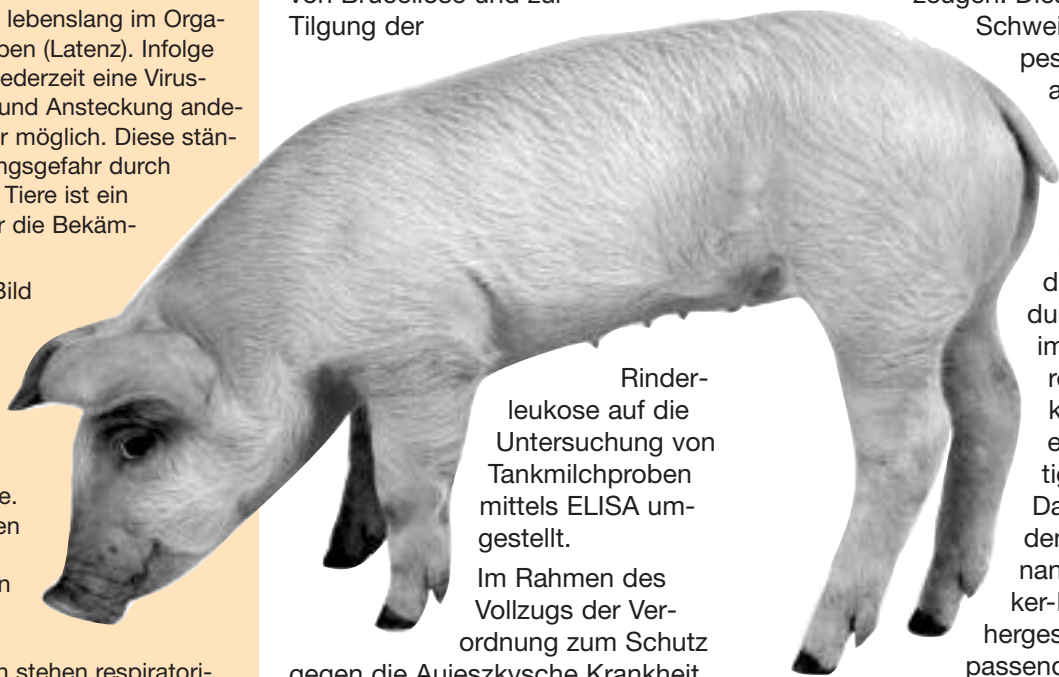 lebenslang im Orga-
ben (Latenz). Infolge
ederzeit eine Virus-
und Ansteckung ande-
r möglich. Diese stän-
ngsgefahr durch
Tiere ist ein
r die Bekäm-
Bild
e.
en
n
n stehen respiratori-
von Brucellose und zur
Tilgung der
Rinder-
leukose auf die
Untersuchung von
Tankmilchproben
mittels ELISA um-
gestellt.
Im Rahmen des
Vollzugs der Ver-
ordnung zum Schutz
gegen die Aujeszkysche Krankheit
zeugen. Dies
Schwei
pes
a
d
dur
im
re
k
e
tig
Da
der
nan
ker-
herges
passend